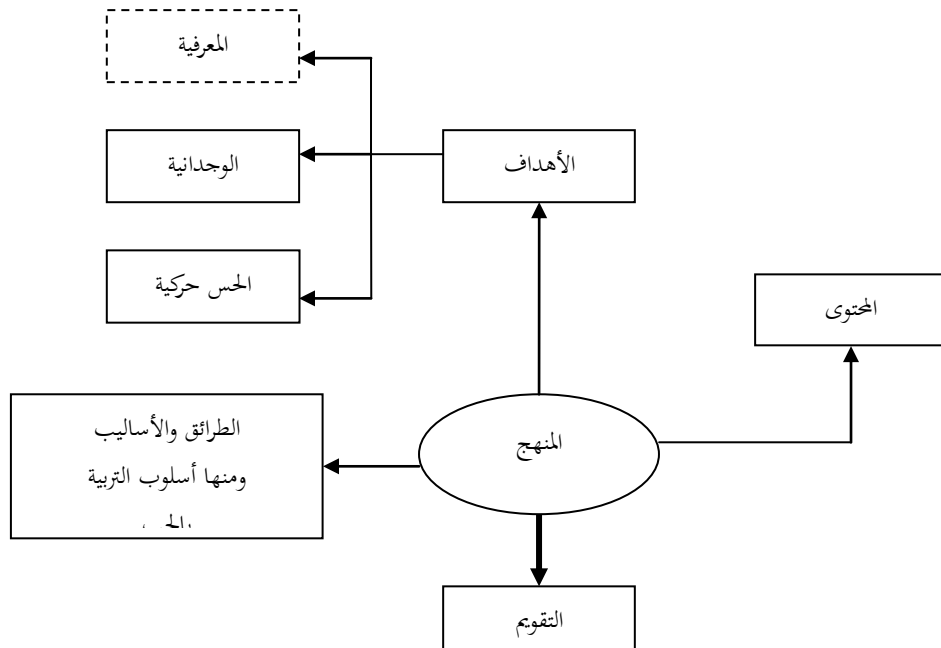 المعرفية
الأهداف
الوجدانية
الحس حركية
المحتوى
المنهج
الطرائق والأساليب
ومنها أسلوب التربية
التقويم